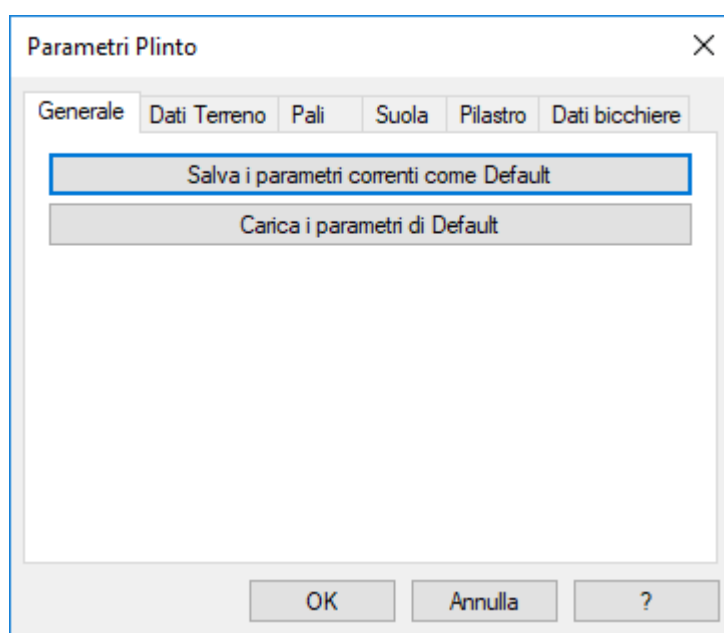 Parametri Plinto
Generale Dati Terreno Pali Suola Pilastro Dati bicchiere
Salva i parametri correnti come Default
Carica i parametri di Default
OK Annulla ?